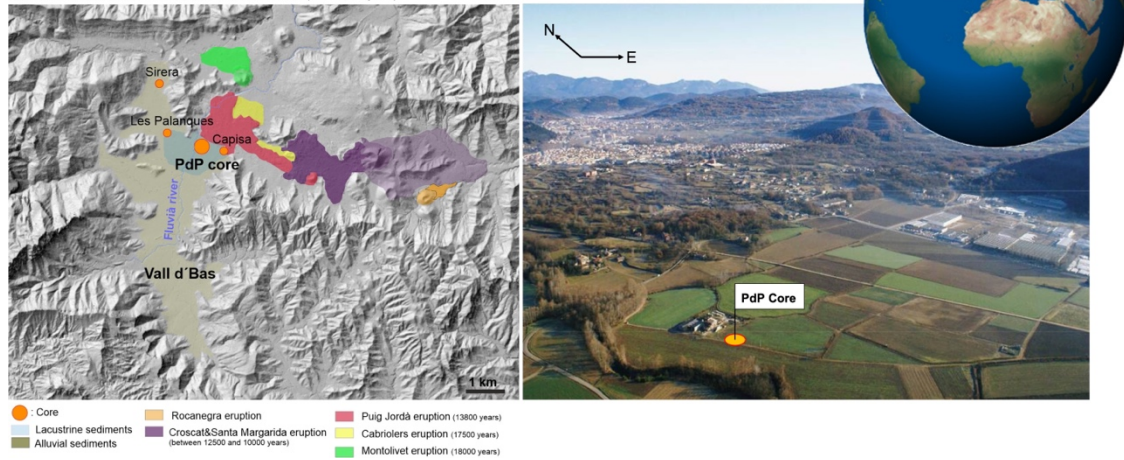 Sirera
Les Palanques
Capisa
PdP core
Fluvià river
Vall d´Bas
1 km
N
E
PdP Core
: Core
Lacustrine sediments
Alluvial sediments
Rocanegra eruption
Croscat&Santa Margarida eruption
(between 12500 and 10000 years)
Puig Jordà eruption (13800 years)
Cabriolers eruption (17500 years)
Montolivet eruption (18000 years)